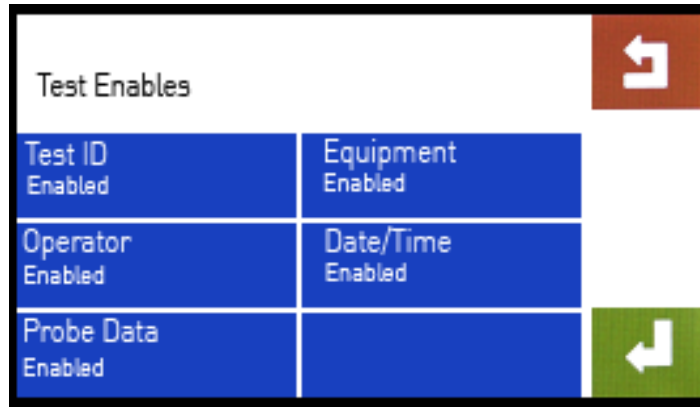 Test Enables
Test ID
Enabled
Equipment
Enabled
Operator
Enabled
Date/Time
Enabled
Probe Data
Enabled